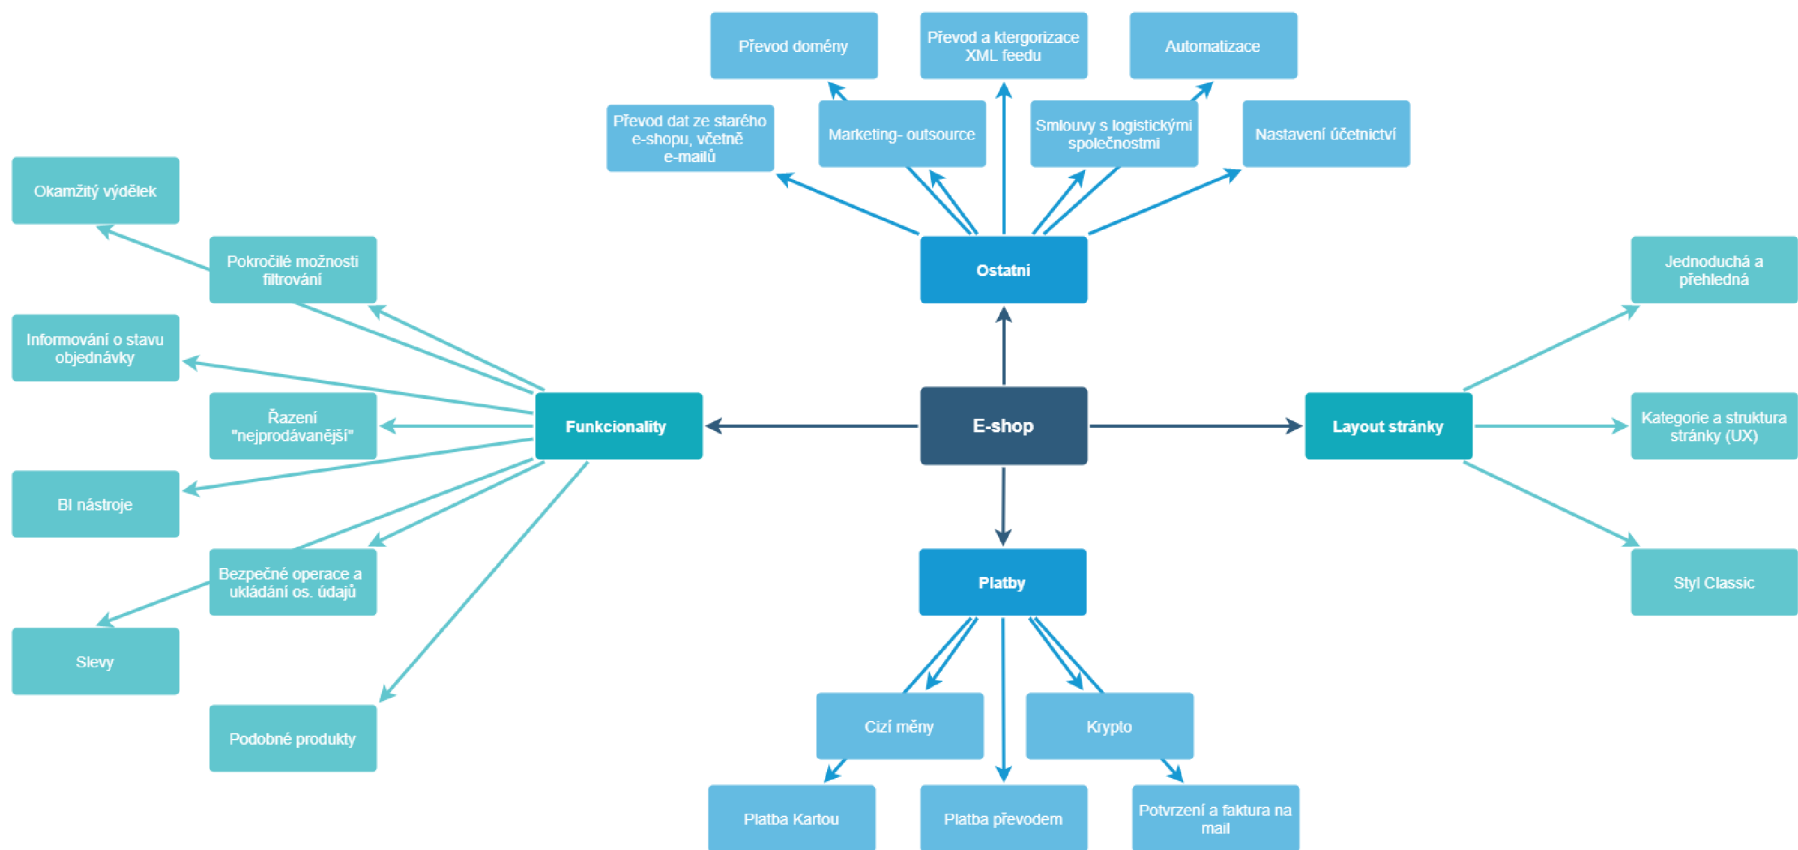 Převod domény
Převod a ktergorizace
XML feedu
Automatizace
Převod dat ze starého
e-shopu, včetně
e-mailů
Marketing- outsource
Smlouvy s logistickými
společnostmi
Nastavení účetnictví
Okamžitý výdělek
Pokročilé možnosti
filtrování
Ostatni
Jednoduchá a
přehledná
Informování o stavu
objednávky
Řazení
"nejprodávanější"
Funkcionality
E-shop
Layout stránky
Kategorie a struktura
stránky (UX)
BI nástroje
Bezpečné operace a
ukládání os. údajů
Platby
Styl Classic
Slevy
Podobné produkty
Cizí měny
Krypto
Platba Kartou
Platba převodem
Potvrzení a faktura na
mail